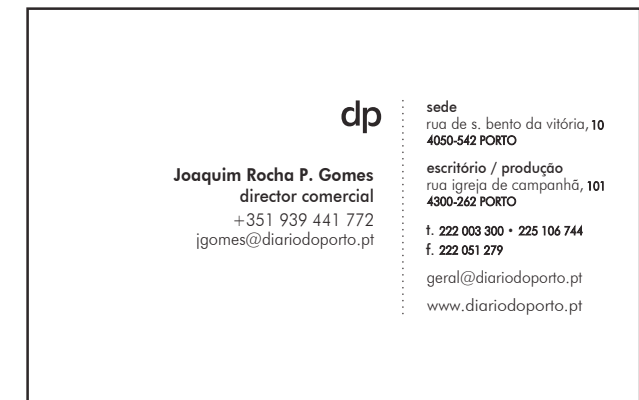 dp
Joaquim Rocha P. Gomes
director comercial
+351 939 441 772
jgomes@diariodoporto.pt
sede
rua de s. bento da vitória, 10
4050-542 PORTO
escritório / produção
rua igreja de campanhã, 101
4300-262 PORTO
t. 222 003 300 • 225 106 744
f. 222 051 279
geral@diariodoporto.pt
www.diariodoporto.pt